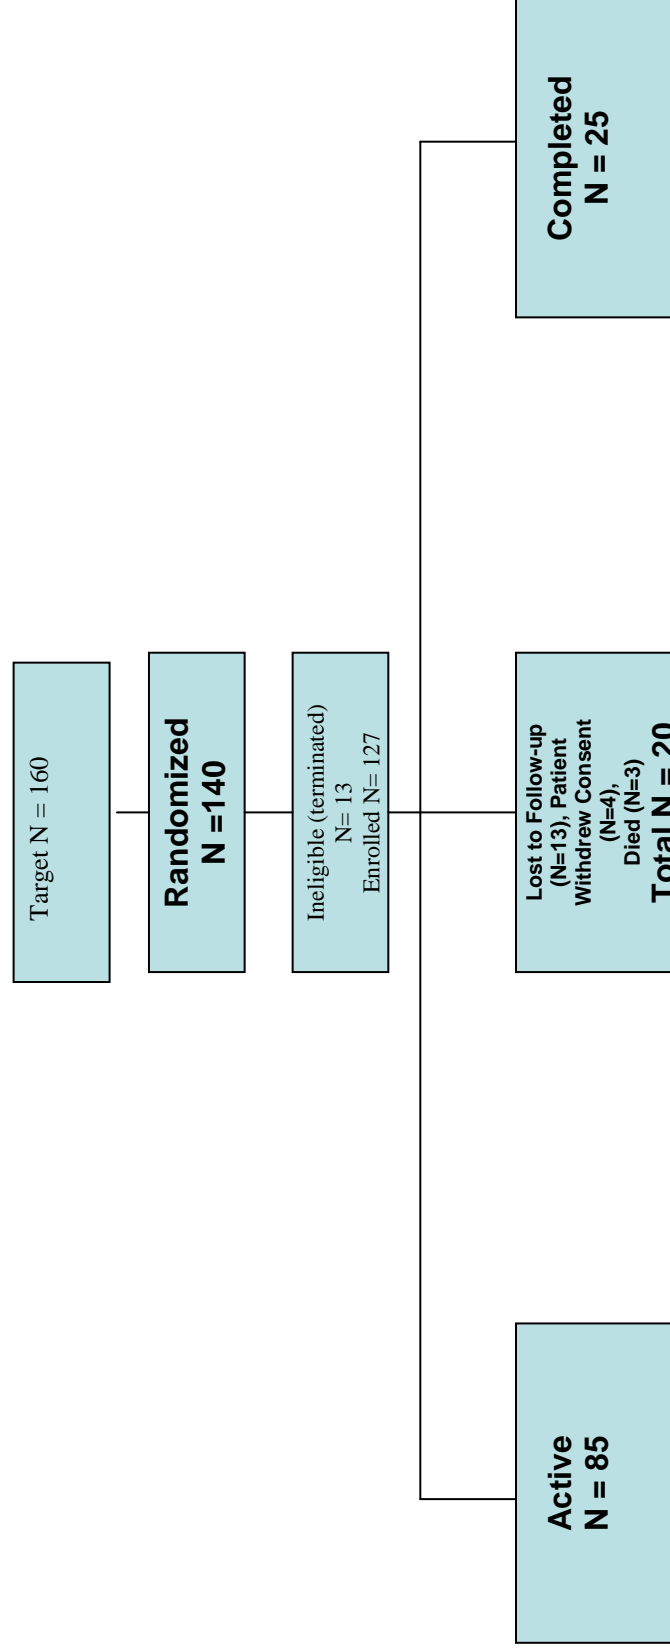 Target N = 160
Randomized
N =140
Ineligible (terminated)
N= 13
Enrolled N= 127
Active
N = 85
Lost to Follow-up
(N=13), Patient
Withdrew Consent
(N=4),
Died (N=3)
Total N = 20
Completed
N = 25